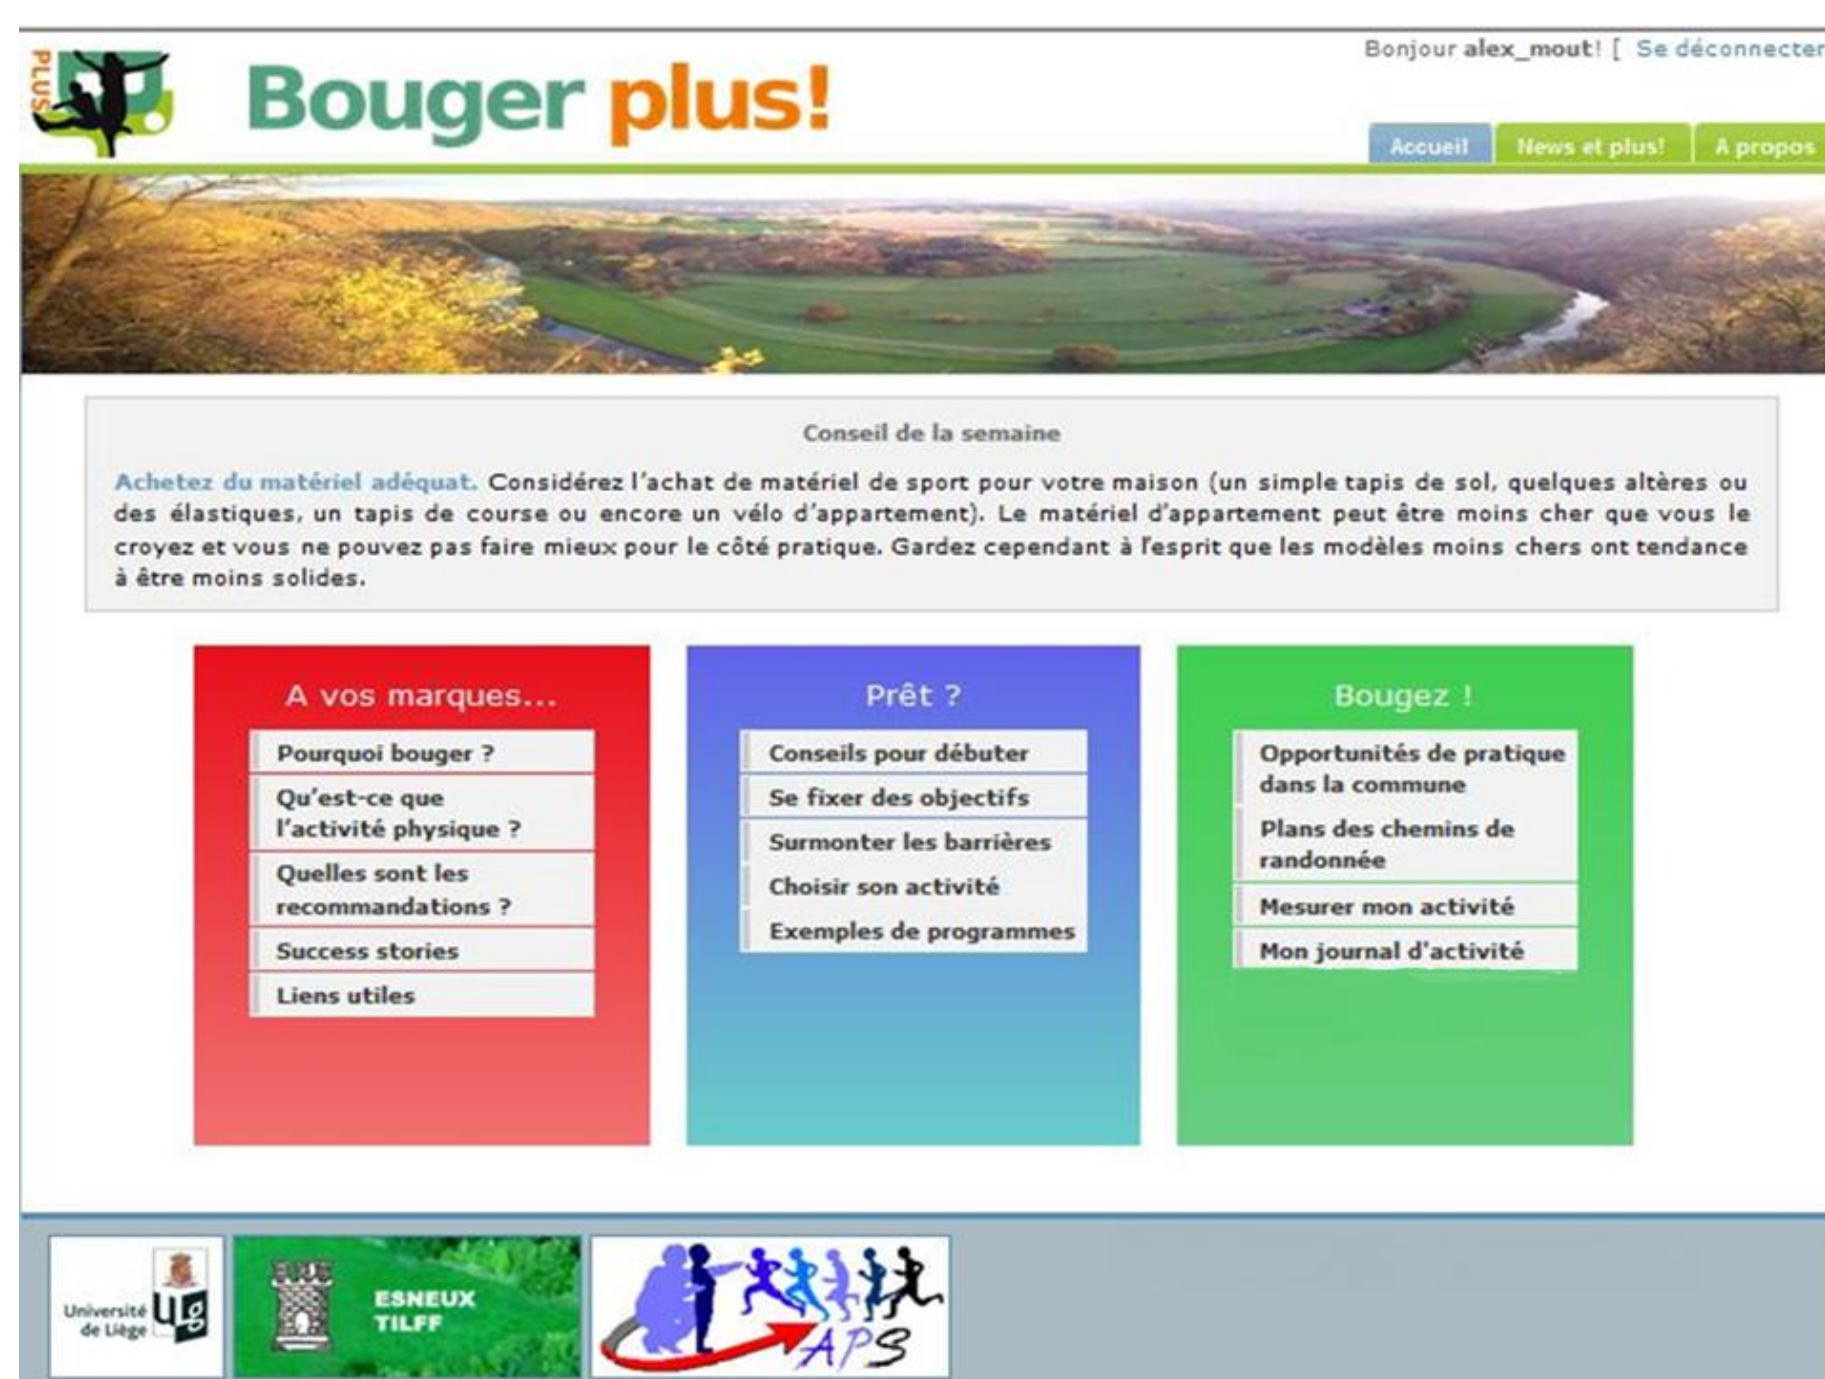 PLUS
Bouger plus!
Bonjour alex_mout! [ Se déconnecter
Accueil
News et plus!
A propos
Conseil de la semaine
Achetez du matériel adéquat. Considérez l'achat de matériel de sport pour votre maison (un simple tapis de sol, quelques altères ou
des élastiques, un tapis de course ou encore un vélo d'appartement). Le matériel d'appartement peut être moins cher que vous le
croyez et vous ne pouvez pas faire mieux pour le côté pratique. Gardez cependant à l'esprit que les modèles moins chers ont tendance
à être moins solides.
A vos marques...
Pourquoi bouger ?
Qu'est-ce que
l'activité physique ?
Quelles sont les
recommandations ?
Success stories
Liens utiles
Prêt ?
Conseils pour débuter
Se fixer des objectifs
Surmonter les barrières
Choisir son activité
Exemples de programmes
Bougez !
Opportunités de pratique
dans la commune
Plans des chemins de
randonnée
Mesurer mon activité
Mon journal d'activité
Université
de Liège
Ulg
ESNEUX
TILFF
APS